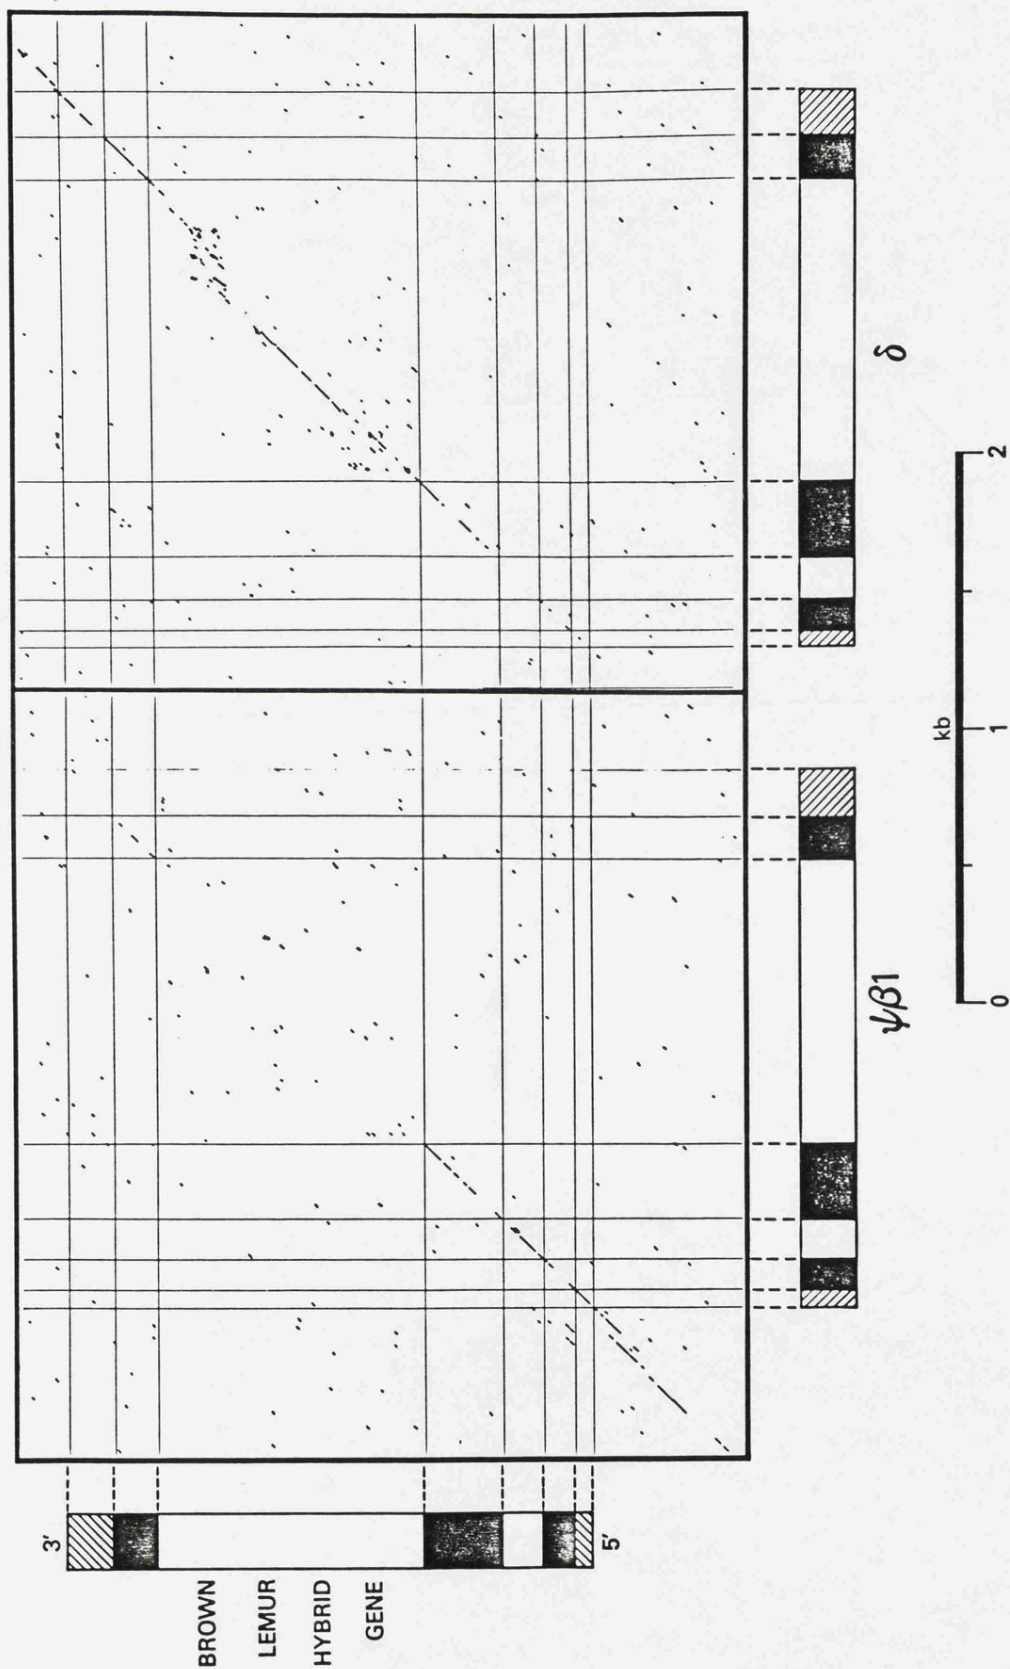 3'
BROWN
LEMUR
HYBRID
GENE
5'
ψβ1
δ
kb
0
1
2